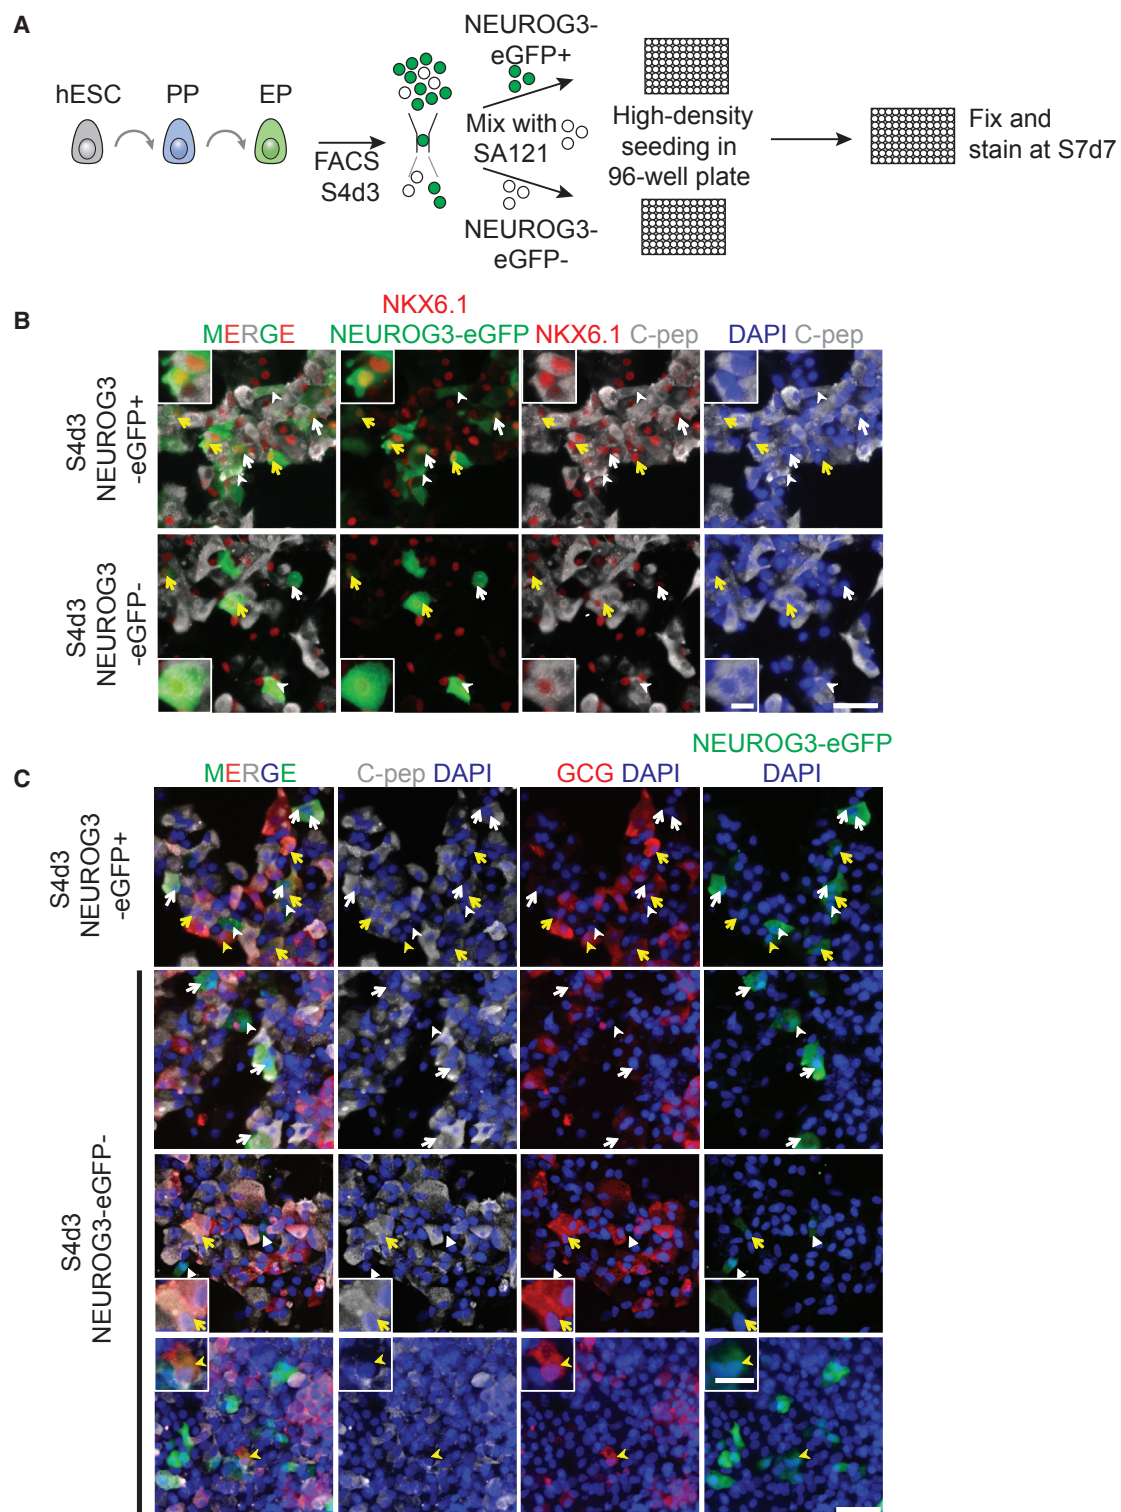 A
hESC
PP
EP
FACS
S4d3
NEUROG3-
eGFP+
Mix with
SA121
NEUROG3-
eGFP-
High-density
seeding in
96-well plate
Fix and
stain at S7d7
B
NKX6.1
MERGE
NEUROG3-eGFP
NKX6.1 C-pep
DAPI C-pep
S4d3
NEUROG3
-eGFP+
S4d3
NEUROG3
-eGFP-
C
NEUROG3-eGFP
MERGE
C-pep DAPI
GCG DAPI
DAPI
S4d3
NEUROG3
-eGFP+
S4d3
NEUROG3-eGFP-